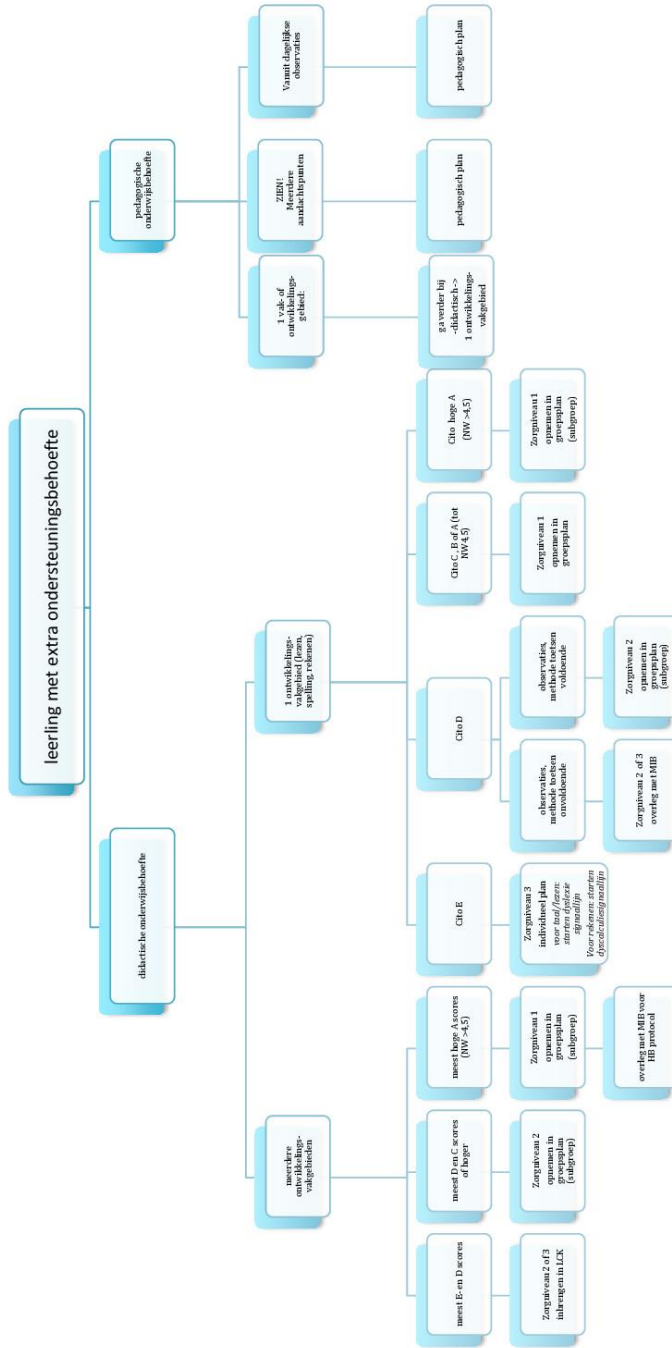 leerling met extra ondersteuningsbehoefte
didactische onderwijsbehoefte
pedagogische
onderwijsbehoefte
meerdere
ontwikkelings-
vakgebieden
1 ontwikkelings-
vakgebied (lezen,
spelling, rekenen)
1 vak- of
ontwikkelings-
gebied:
ZIEN!
Meerdere
aandachtspunten
Vanuit dagelijkse
observaties
meest E- en D scores
meest D en C scores
of hoger
meest hoge A scores
(NW >4,5)
Cito E
Cito D
Cito C , B of A (tot
NW 4,5)
Cito hoge A
(NW >4,5)
ga verder bij
-didactisch ->
1 ontwikkelings-
vakgebied
pedagogisch plan
pedagogisch plan
Zorgniveau 2 of 3
inbrengen in LCK
Zorgniveau 2
opnemen in
groepsplan
(subgroep)
Zorgniveau 1
opnemen in
groepsplan
(subgroep)
Zorgniveau 3
individueel plan
voor taal/lezen:
starten dyslexie
signaallijn
Voor rekenen: starten
dyscalculiesignaallijn
observaties,
methode toetsen
onvoldoende
observaties,
methode toetsen
voldoende
Zorgniveau 1
opnemen in
groepsplan
Zorgniveau 1
opnemen in
groepsplan
(subgroep)
overleg met MIB voor
HB protocol
Zorgniveau 2 of 3
overleg met MIB
Zorgniveau 2
opnemen in
groepsplan
(subgroep)